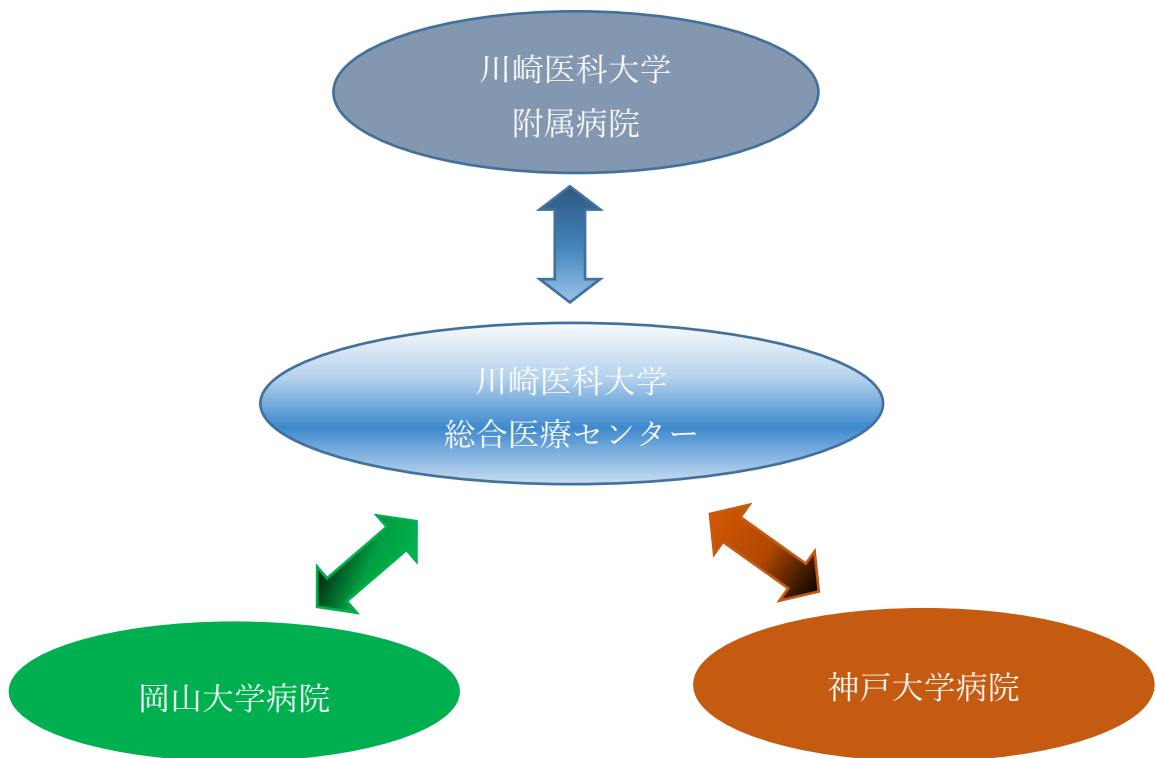 川崎医科大学
附属病院
川崎医科大学
総合医療センター
岡山大学病院
神戸大学病院